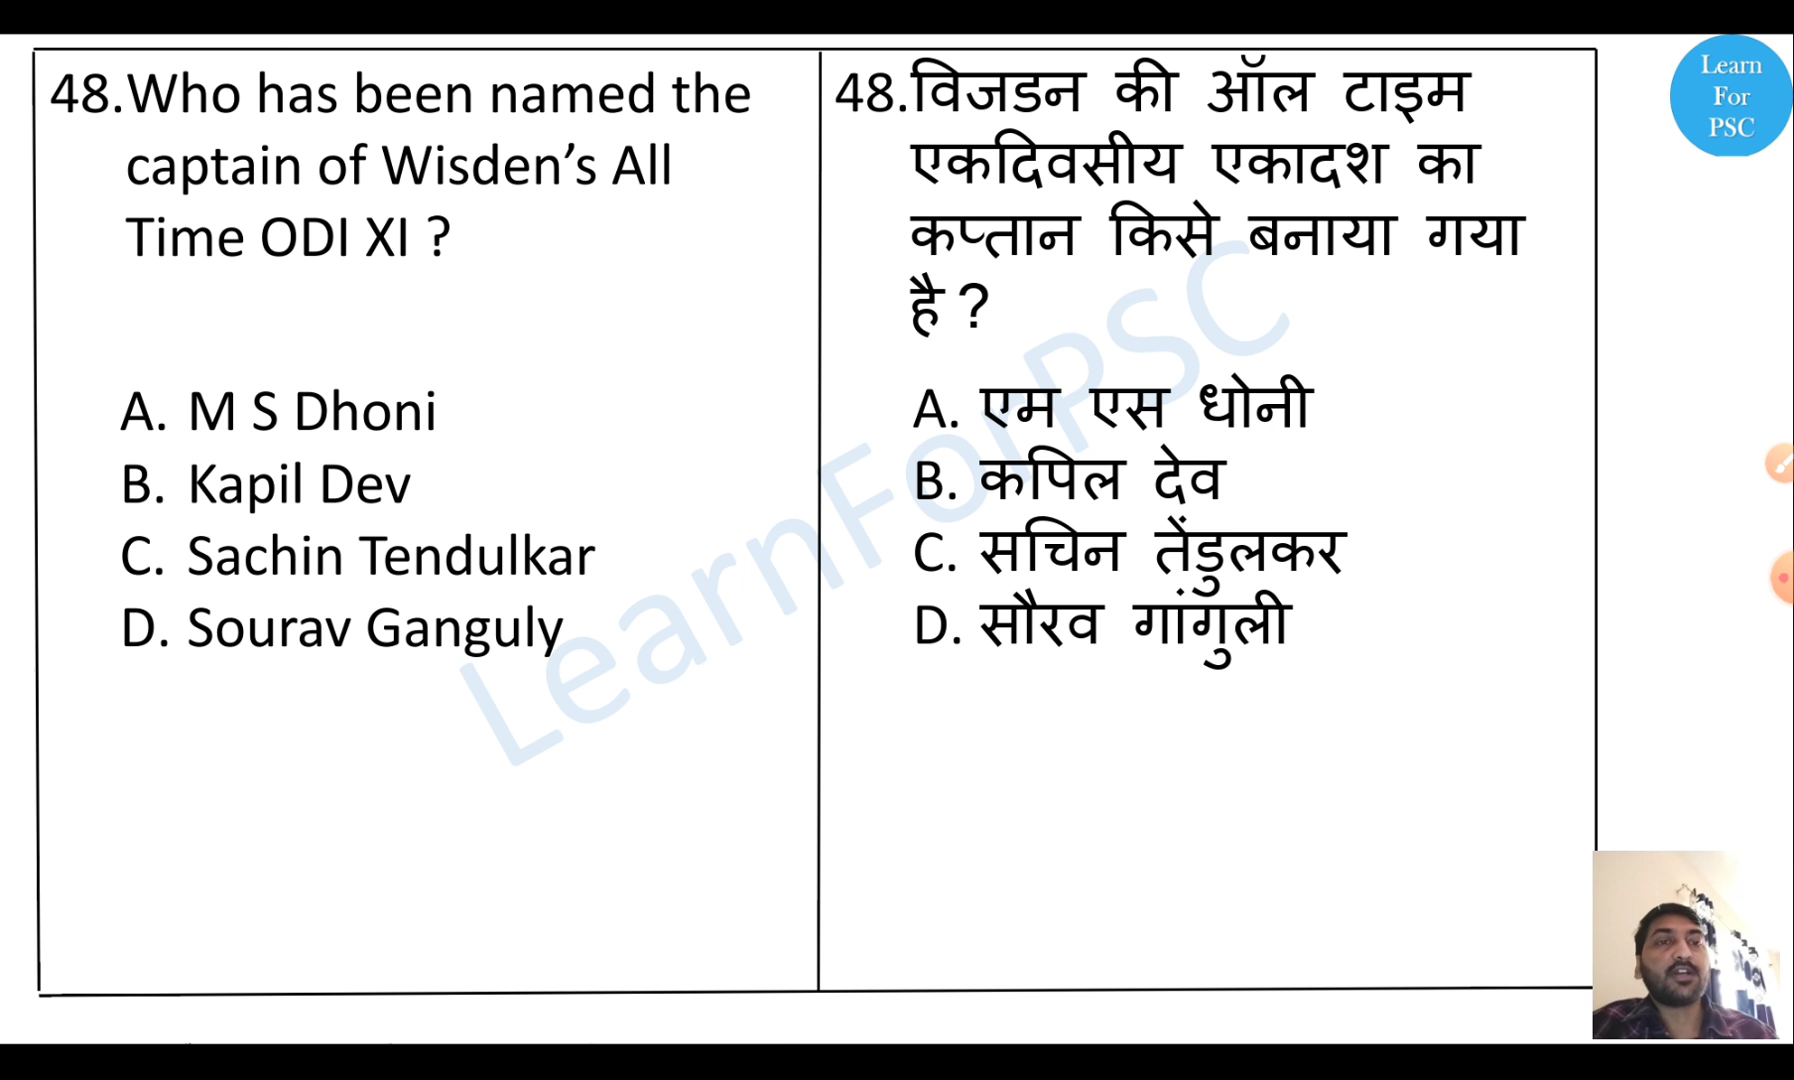 48.Who has been named the
captain of Wisden’s All
Time ODI XI ?
A. M S Dhoni
B. Kapil Dev
C. Sachin Tendulkar
D. Sourav Ganguly
48.विजडन की ऑल टाइम
एकदिवसीय एकादश का
कप्तान किसे बनाया गया
है ?
A. एम एस धोनी
B. कपिल देव
C. सचिन तेंडुलकर
D. सौरव गांगुली
LearnForPSC
Learn
For
PSC